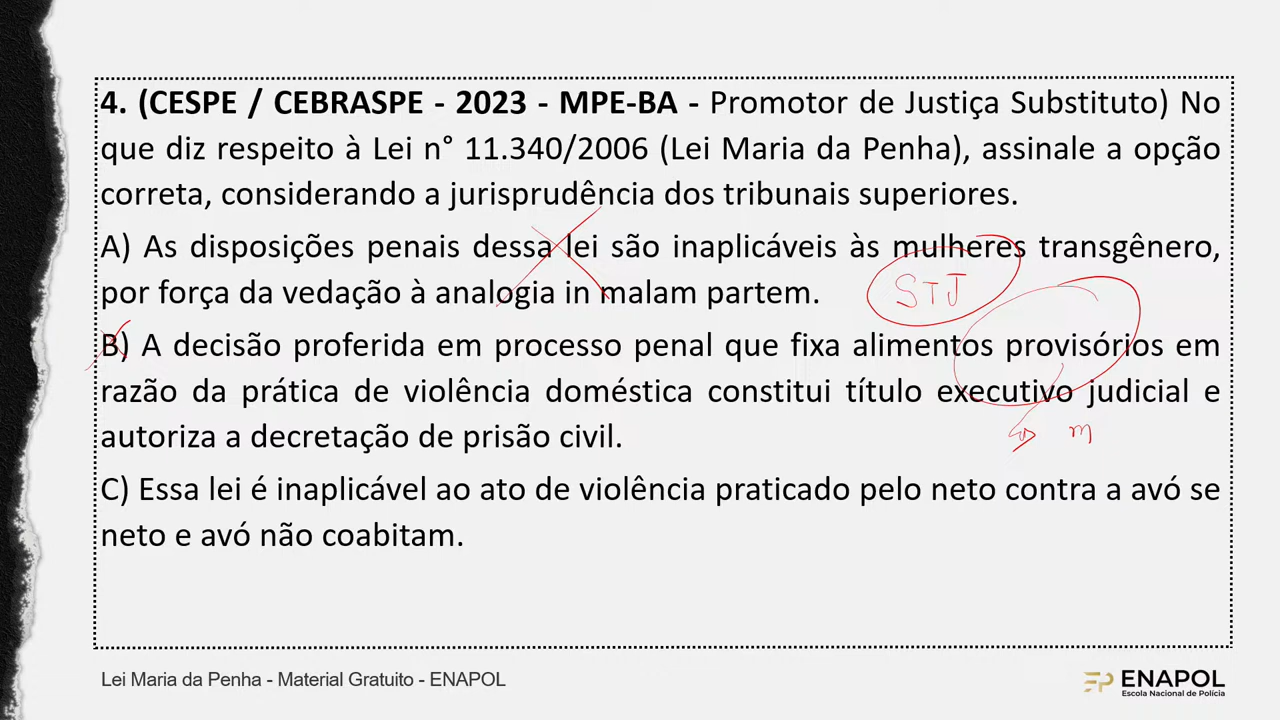 4. (CESPE / CEBRASPE - 2023 - MPE-BA - Promotor de Justiça Substituto) No
que diz respeito à Lei n° 11.340/2006 (Lei Maria da Penha), assinale a opção
correta, considerando a jurisprudência dos tribunais superiores.
A) As disposições penais dessa lei são inaplicáveis às mulheres transgênero,
por força da vedação à analogia in malam partem.
STJ
B) A decisão proferida em processo penal que fixa alimentos provisórios em
razão da prática de violência doméstica constitui título executivo judicial e
autoriza a decretação de prisão civil.
m
C) Essa lei é inaplicável ao ato de violência praticado pelo neto contra a avó se
neto e avó não coabitam.
Lei Maria da Penha - Material Gratuito - ENAPOL
ENAPOL
Escola Nacional de Polícia